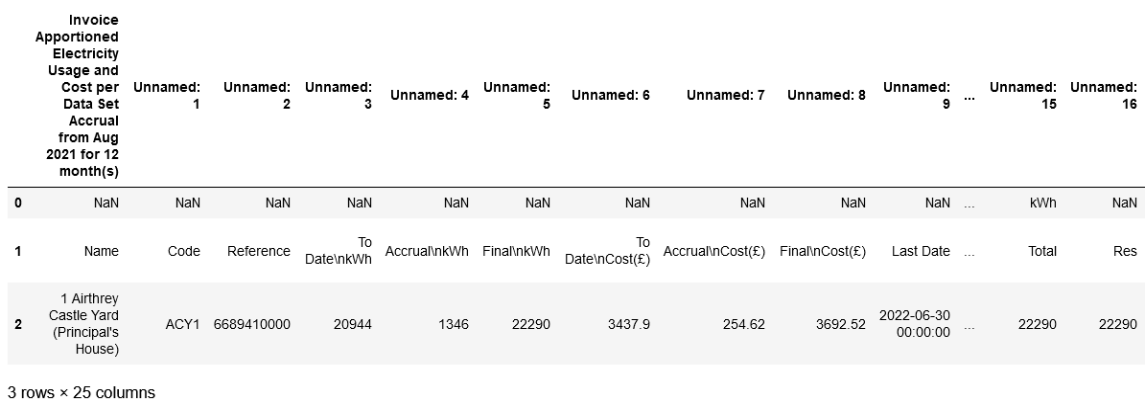 Invoice Apportioned Electricity Usage and Cost per Data Set Accrual from Aug 2021 for 12 month(s) Unnamed: 1 Unnamed: 2 Unnamed: 3 Unnamed: 4 Unnamed: 5 Unnamed: 6 Unnamed: 7 Unnamed: 8 Unnamed: 9 ... Unnamed: 15 Unnamed: 16
0 NaN NaN NaN NaN NaN NaN NaN NaN NaN NaN ... kWh NaN
1 Name Code Reference To Date\nkWh Accrual\nkWh Final\nkWh To Date\nCost(£) Accrual\nCost(£) Final\nCost(£) Last Date ... Total Res
2 1 Airthrey Castle Yard (Principal's House) ACY1 6689410000 20944 1346 22290 3437.9 254.62 3692.52 2022-06-30 00:00:00 ... 22290 22290
3 rows × 25 columns